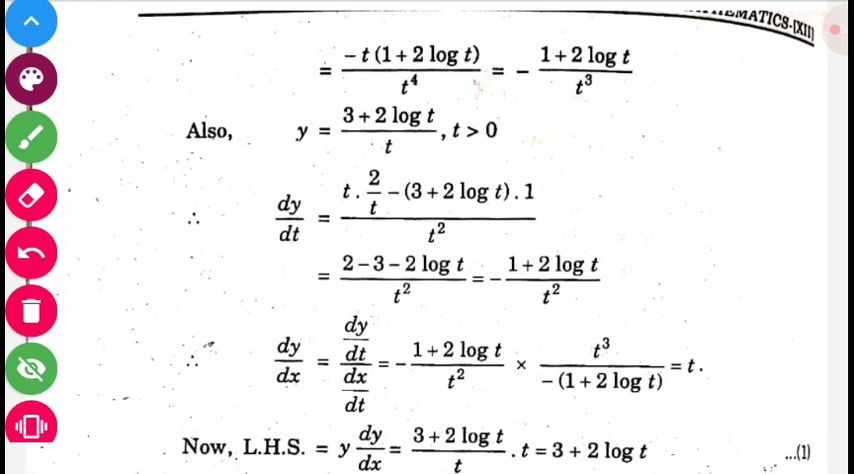 MATICS-[XII]
= −t (1 + 2 log t) / t⁴ = − (1 + 2 log t) / t³
Also, y = (3 + 2 log t) / t , t > 0
∴ dy/dt = (t . 2/t − (3 + 2 log t) . 1) / t²
= (2 − 3 − 2 log t) / t² = − (1 + 2 log t) / t²
∴ dy/dx = (dy/dt) / (dx/dt) = − (1 + 2 log t) / t² × t³ / −(1 + 2 log t) = t .
Now, L.H.S. = y dy/dx = (3 + 2 log t) / t . t = 3 + 2 log t ...(1)